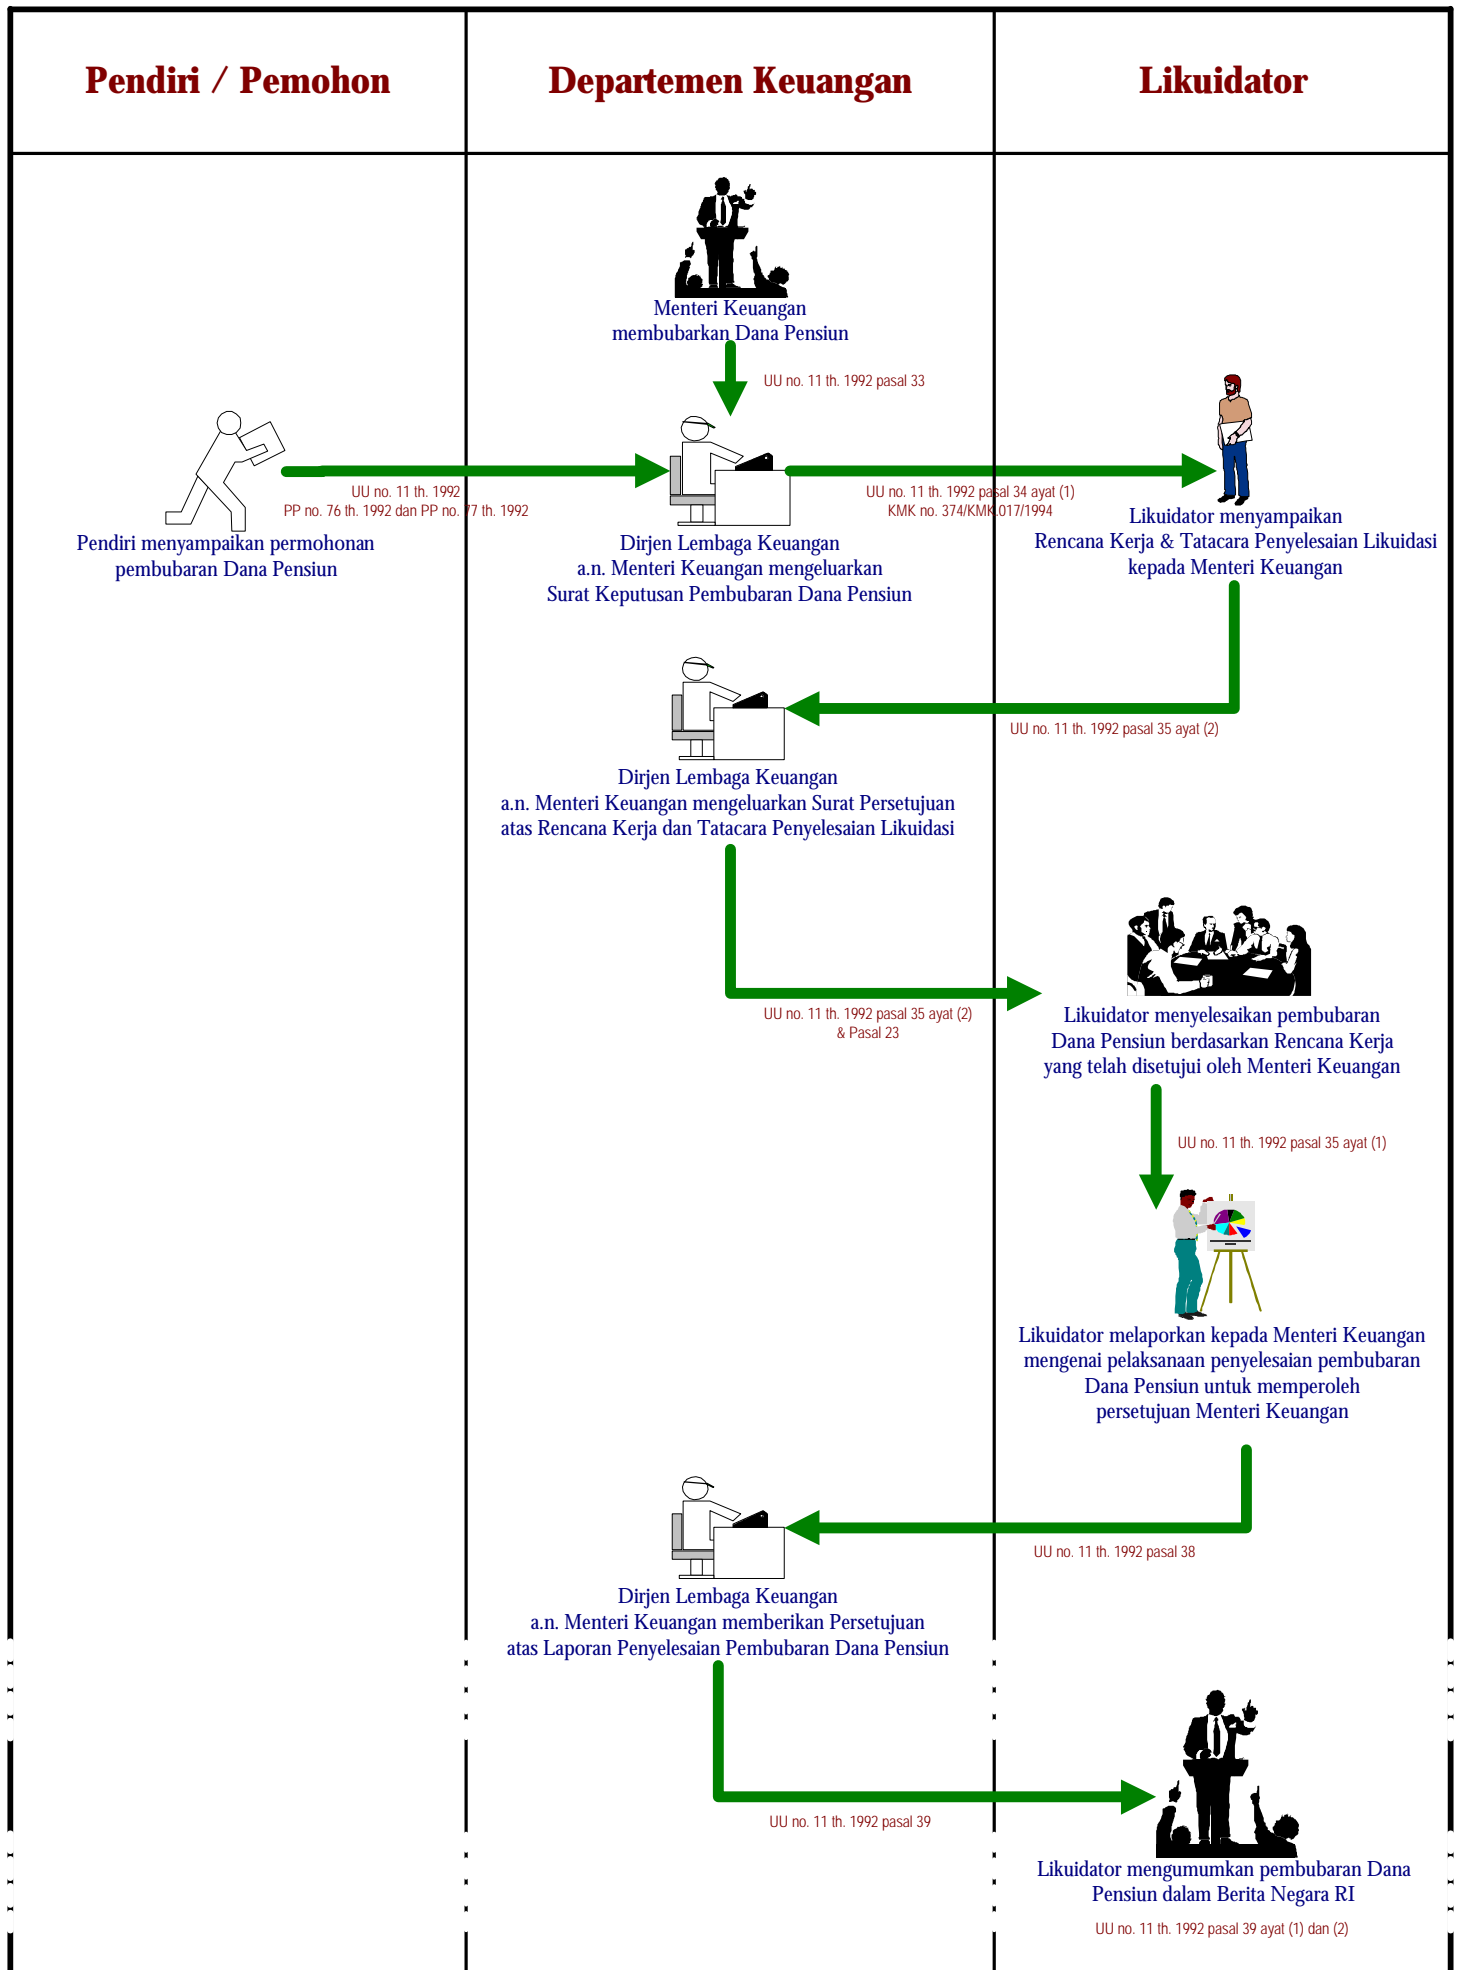 Pendiri / Pemohon
Departemen Keuangan
Likuidator
Menteri Keuangan
membubarkan Dana Pensiun
UU no. 11 th. 1992 pasal 33
UU no. 11 th. 1992
PP no. 76 th. 1992 dan PP no. 77 th. 1992
Pendiri menyampaikan permohonan
pembubaran Dana Pensiun
Dirjen Lembaga Keuangan
a.n. Menteri Keuangan mengeluarkan
Surat Keputusan Pembubaran Dana Pensiun
UU no. 11 th. 1992 pasal 34 ayat (1)
KMK no. 374/KMK.017/1994
Likuidator menyampaikan
Rencana Kerja & Tatacara Penyelesaian Likuidasi
kepada Menteri Keuangan
UU no. 11 th. 1992 pasal 35 ayat (2)
Dirjen Lembaga Keuangan
a.n. Menteri Keuangan mengeluarkan Surat Persetujuan
atas Rencana Kerja dan Tatacara Penyelesaian Likuidasi
UU no. 11 th. 1992 pasal 35 ayat (2)
& Pasal 23
Likuidator menyelesaikan pembubaran
Dana Pensiun berdasarkan Rencana Kerja
yang telah disetujui oleh Menteri Keuangan
UU no. 11 th. 1992 pasal 35 ayat (1)
Likuidator melaporkan kepada Menteri Keuangan
mengenai pelaksanaan penyelesaian pembubaran
Dana Pensiun untuk memperoleh
persetujuan Menteri Keuangan
UU no. 11 th. 1992 pasal 38
Dirjen Lembaga Keuangan
a.n. Menteri Keuangan memberikan Persetujuan
atas Laporan Penyelesaian Pembubaran Dana Pensiun
UU no. 11 th. 1992 pasal 39
Likuidator mengumumkan pembubaran Dana
Pensiun dalam Berita Negara RI
UU no. 11 th. 1992 pasal 39 ayat (1) dan (2)